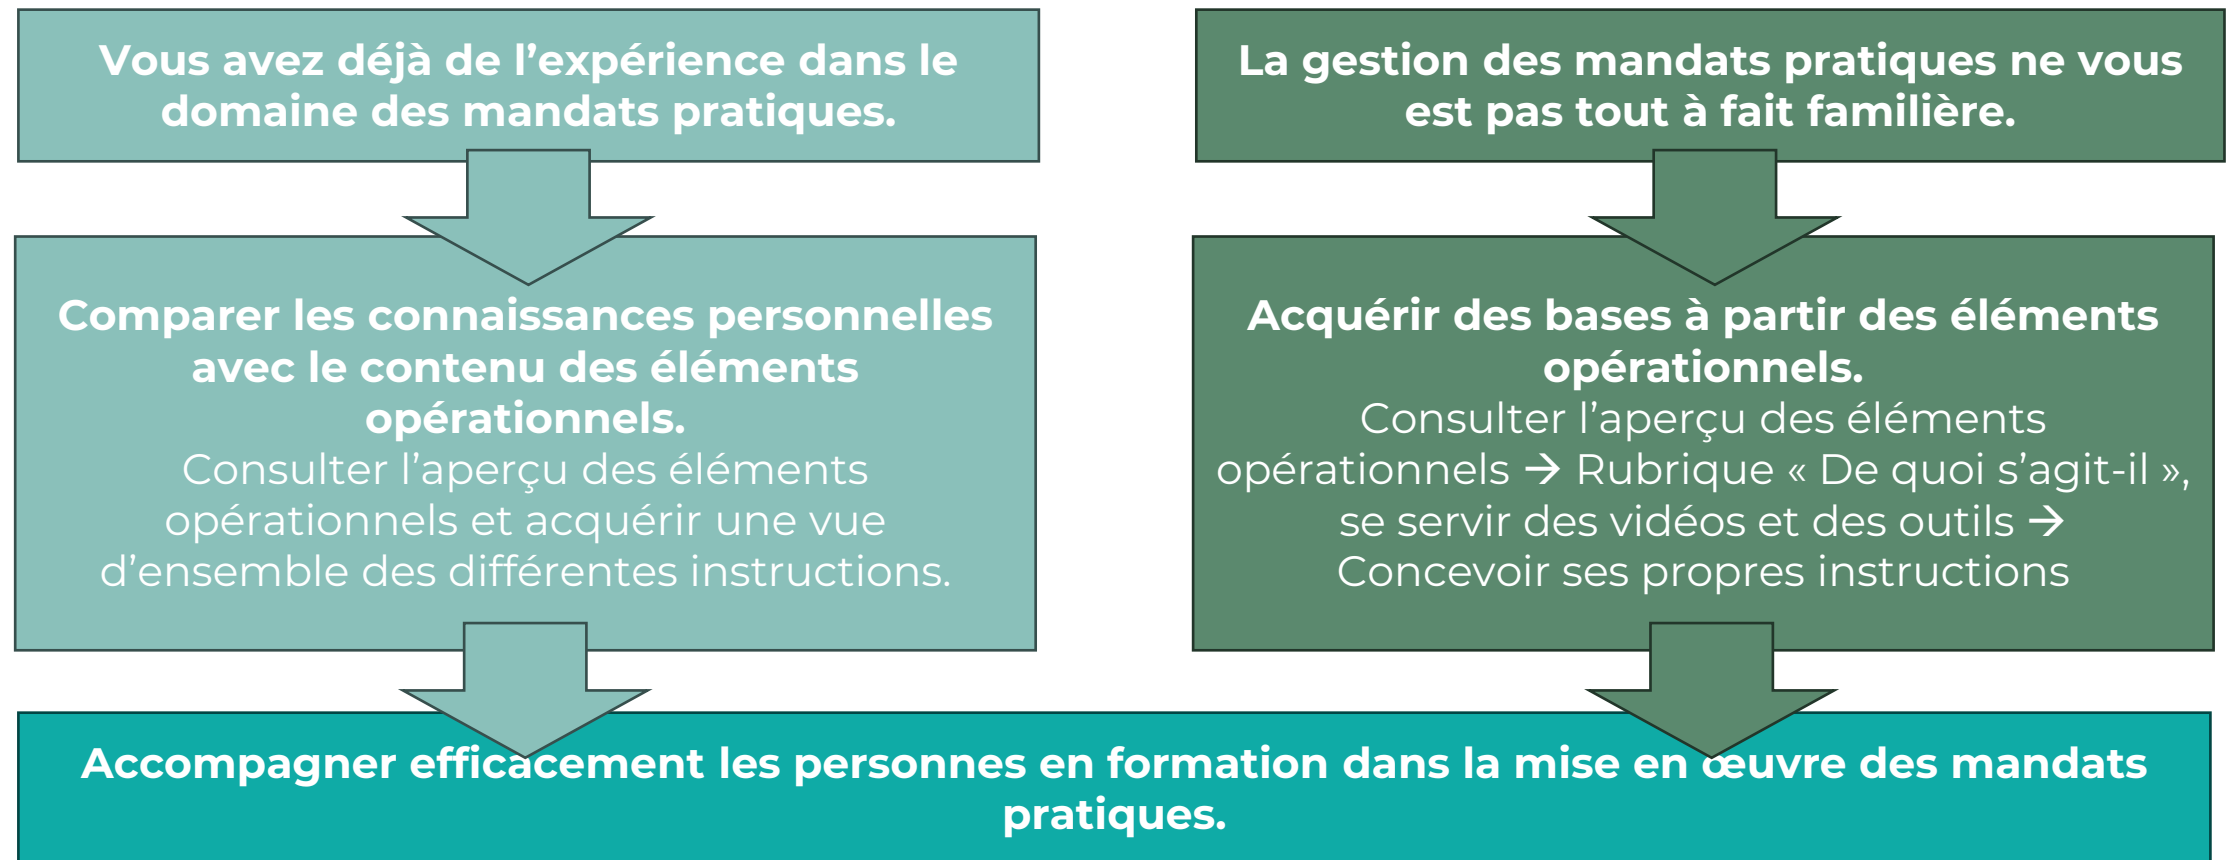 Vous avez déjà de l’expérience dans le
domaine des mandats pratiques.
La gestion des mandats pratiques ne vous
est pas tout à fait familière.
Comparer les connaissances personnelles
avec le contenu des éléments
opérationnels.
Consulter l’aperçu des éléments
opérationnels et acquérir une vue
d’ensemble des différentes instructions.
Acquérir des bases à partir des éléments
opérationnels.
Consulter l’aperçu des éléments
opérationnels → Rubrique « De quoi s’agit-il »,
se servir des vidéos et des outils →
Concevoir ses propres instructions
Accompagner efficacement les personnes en formation dans la mise en œuvre des mandats
pratiques.